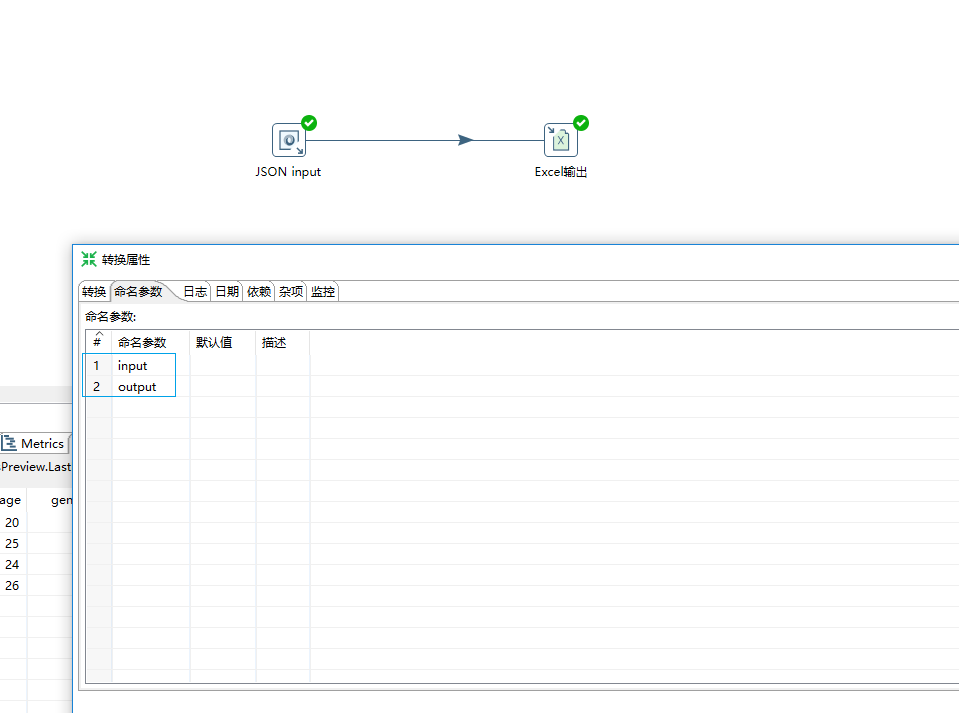 JSON input
Excel输出
转换属性
转换 命名参数 日志 日期 依赖 杂项 监控
命名参数:
# 命名参数 默认值 描述
1 input
2 output
Metrics
Preview.Last
age
20
25
24
26